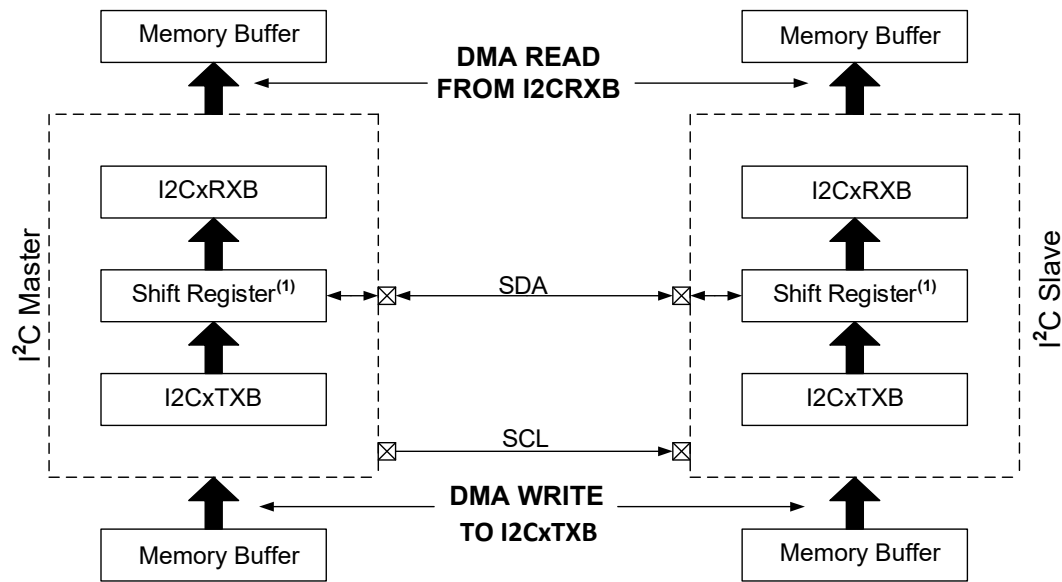 Memory Buffer
Memory Buffer
DMA READ
FROM I2CRXB
I2CxRXB
I2CxRXB
I²C Master
Shift Register(1)
SDA
Shift Register(1)
I²C Slave
I2CxTXB
I2CxTXB
SCL
DMA WRITE
TO I2CxTXB
Memory Buffer
Memory Buffer